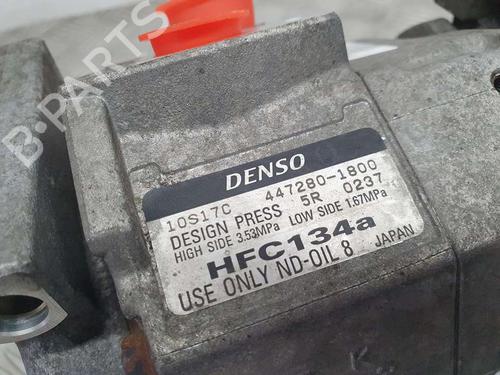 B-PARTS
DENSO
10S17C 447280-1800
DESIGN PRESS 5R 0237
HIGH SIDE 3.53MPa LOW SIDE 1.67MPa
HFC134a
USE ONLY ND-OIL 8 JAPAN